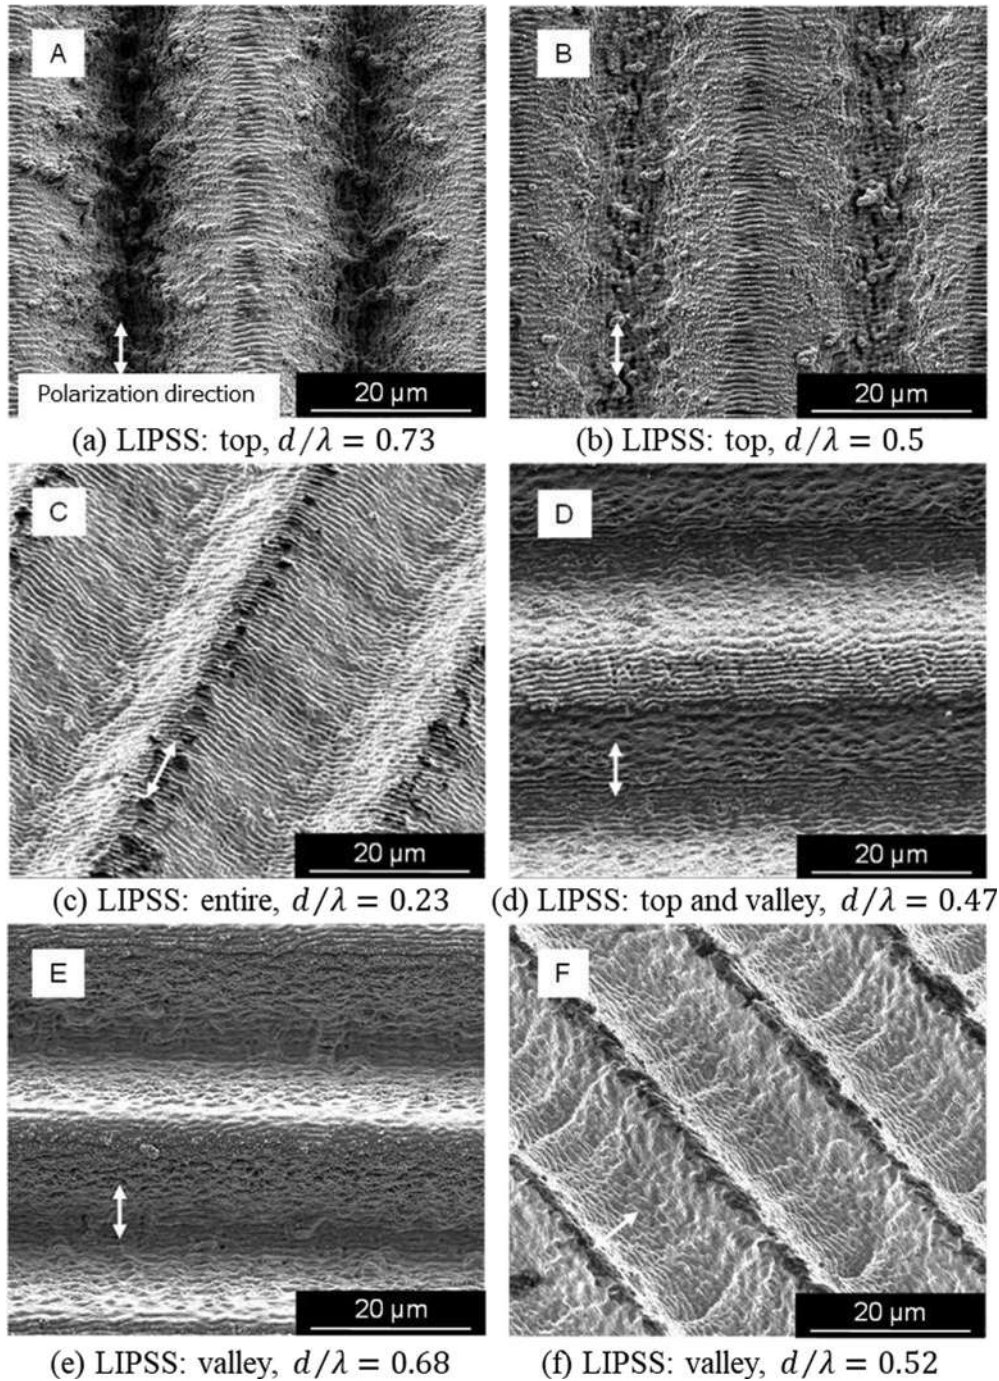 A
B
Polarization direction
20 µm
20 µm
(a) LIPSS: top, d/λ = 0.73
(b) LIPSS: top, d/λ = 0.5
C
D
20 µm
20 µm
(c) LIPSS: entire, d/λ = 0.23
(d) LIPSS: top and valley, d/λ = 0.47
E
F
20 µm
20 µm
(e) LIPSS: valley, d/λ = 0.68
(f) LIPSS: valley, d/λ = 0.52